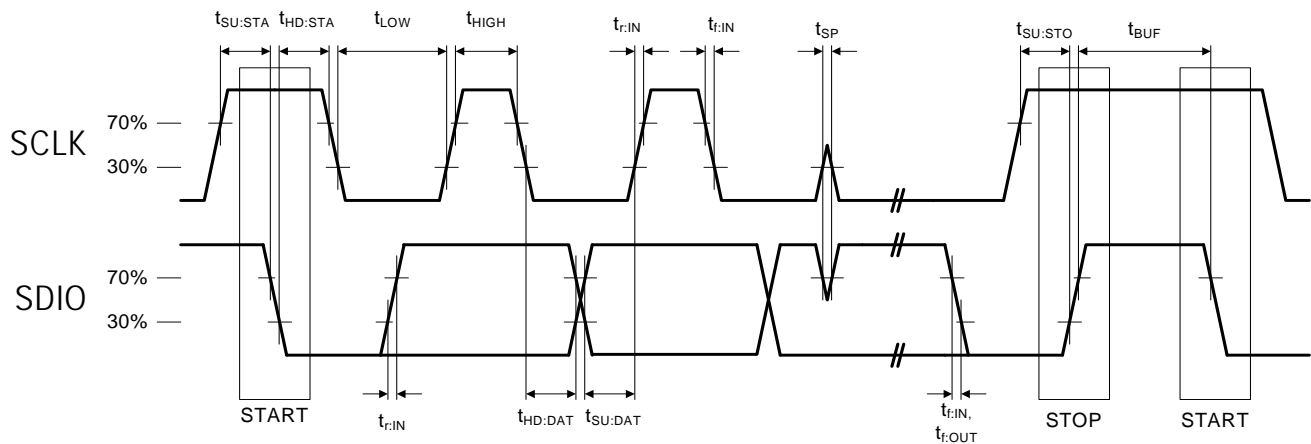 tSU:STA tHD:STA tLOW tHIGH tr:IN tf:IN tSP tSU:STO tBUF
SCLK
70%
30%
SDIO
70%
30%
START
tr:IN
tHD:DAT tSU:DAT
tf:IN,
tf:OUT
STOP
START